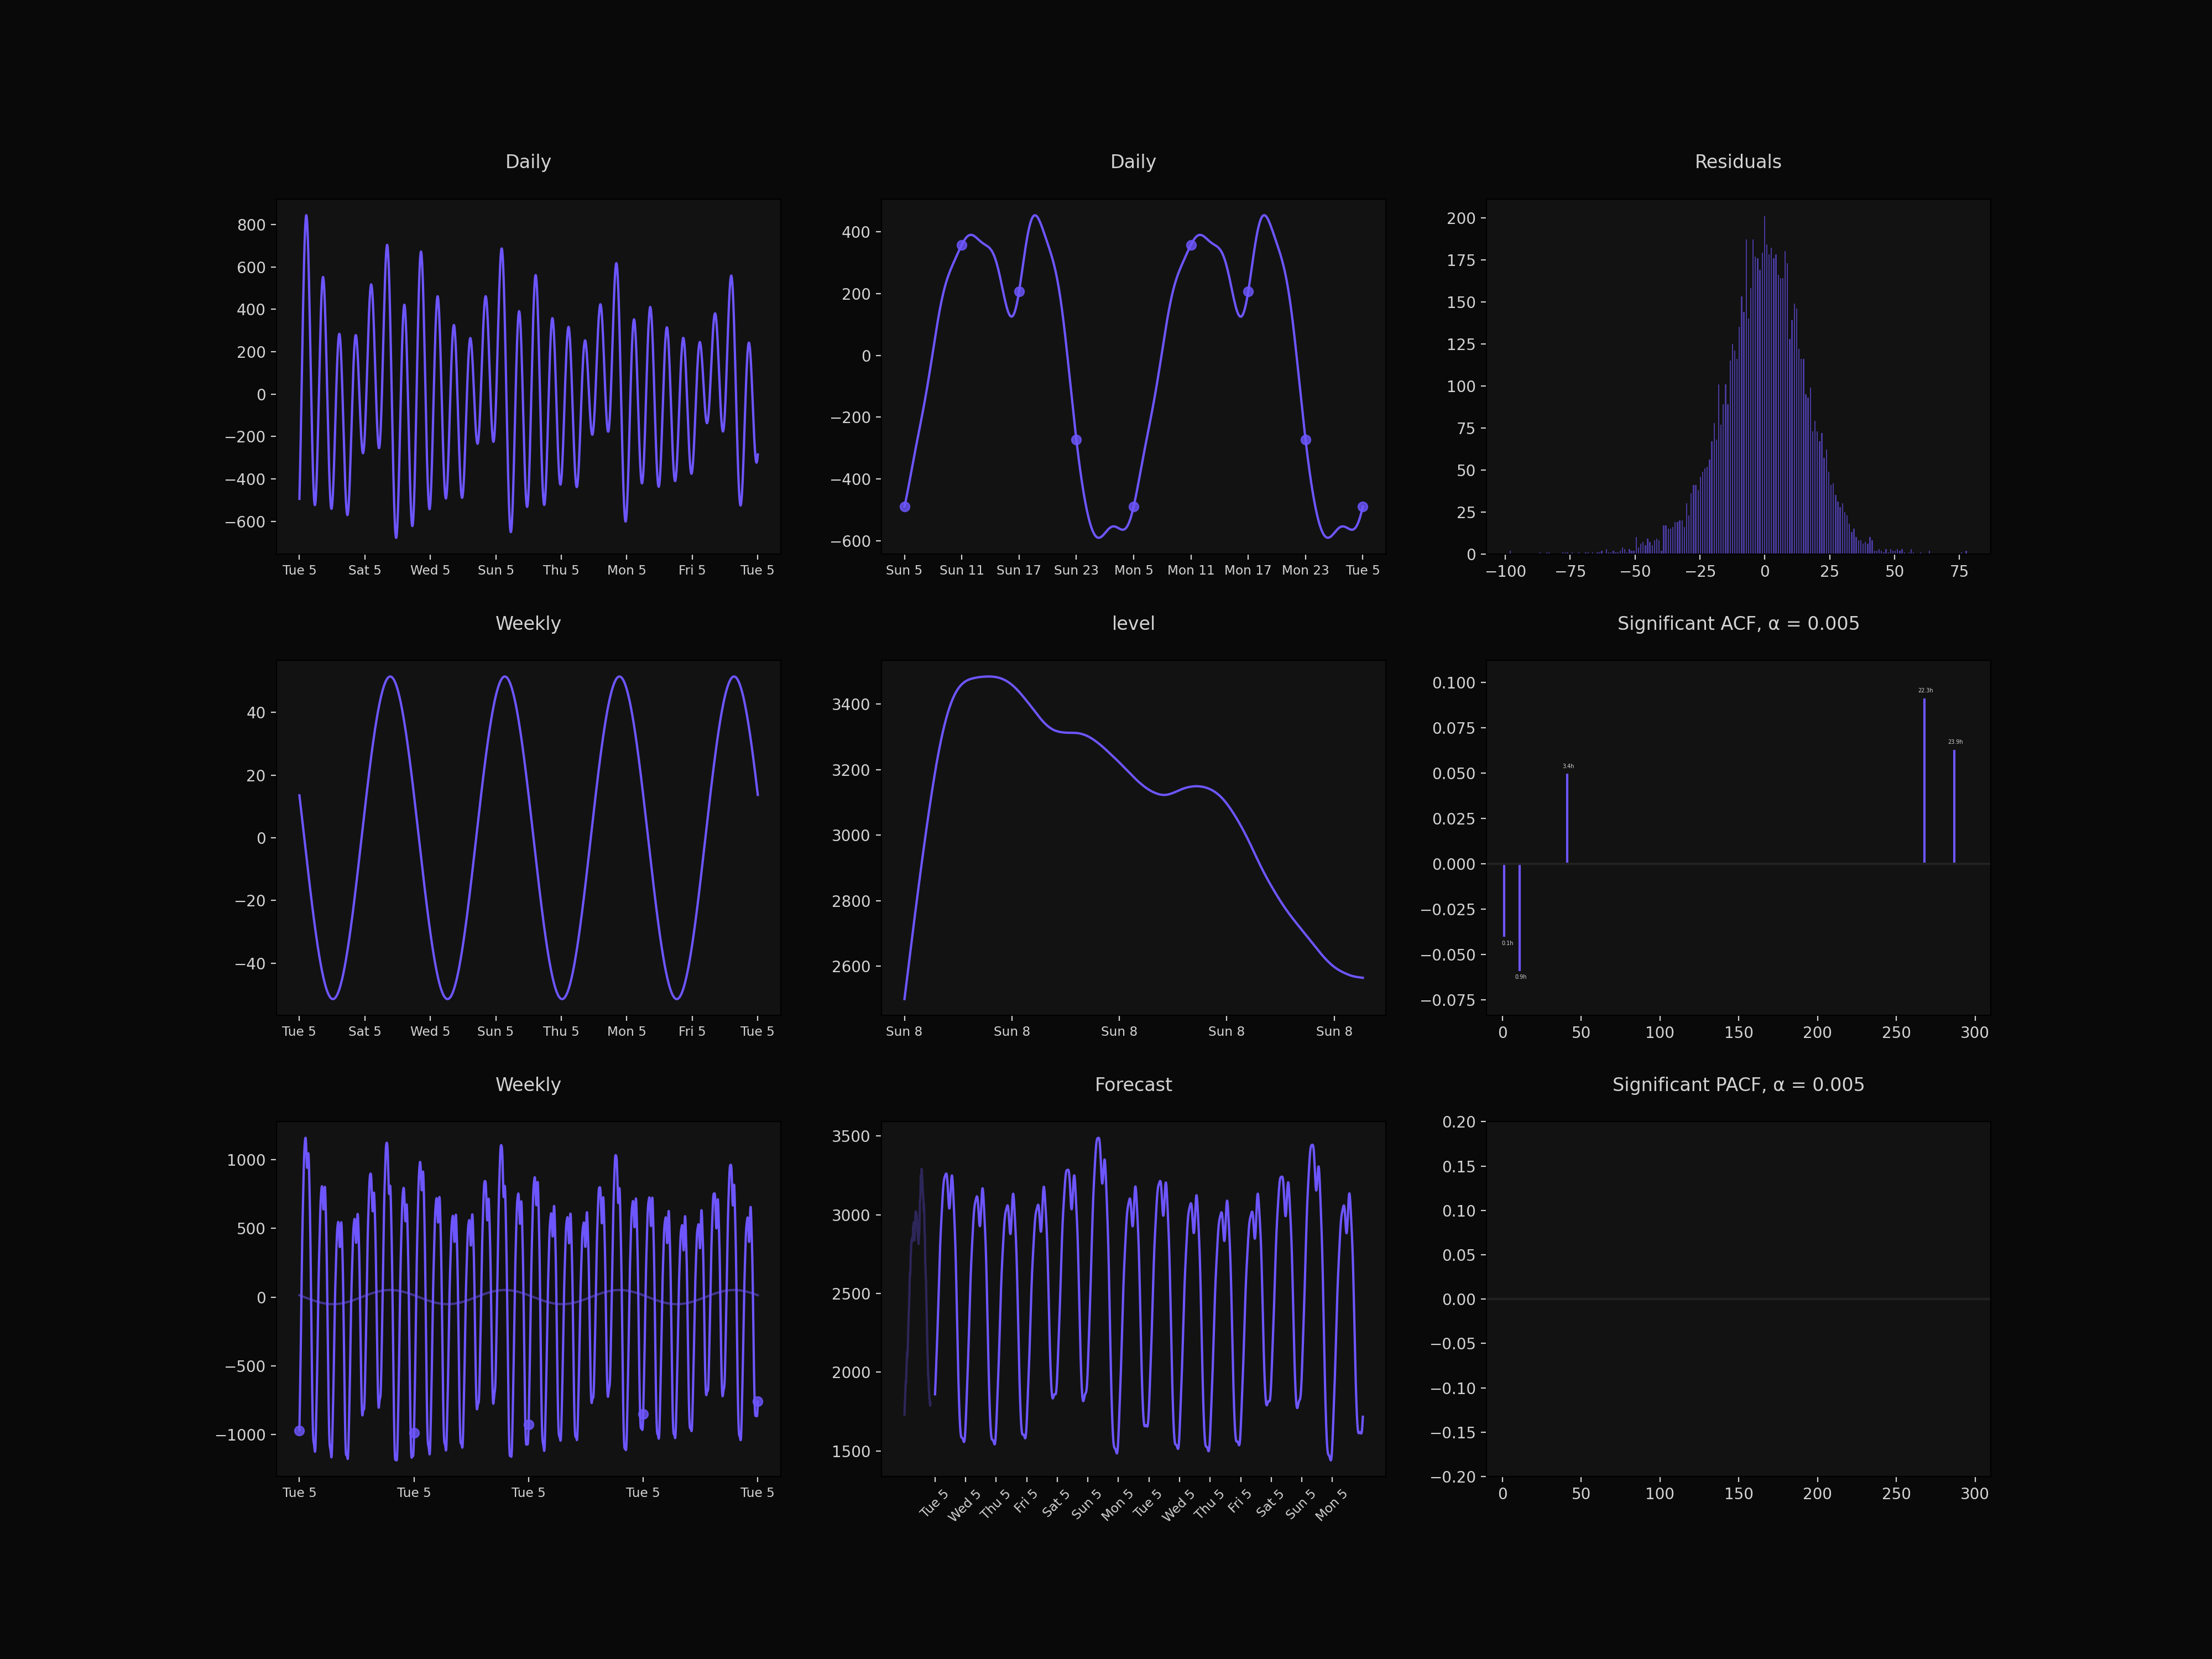 Daily
800
600
400
200
0
−200
−400
−600
Tue 5 Sat 5 Wed 5 Sun 5 Thu 5 Mon 5 Fri 5 Tue 5
Daily
400
200
0
−200
−400
−600
Sun 5 Sun 11 Sun 17 Sun 23 Mon 5 Mon 11 Mon 17 Mon 23 Tue 5
Residuals
200
175
150
125
100
75
50
25
0
−100 −75 −50 −25 0 25 50 75
Weekly
40
20
0
−20
−40
Tue 5 Sat 5 Wed 5 Sun 5 Thu 5 Mon 5 Fri 5 Tue 5
level
3400
3200
3000
2800
2600
Sun 8 Sun 8 Sun 8 Sun 8 Sun 8
Significant ACF, α = 0.005
0.100
0.075
0.050
0.025
0.000
−0.025
−0.050
−0.075
22.3h
23.9h
3.4h
0.1h
0.9h
0 50 100 150 200 250 300
Weekly
1000
500
0
−500
−1000
Tue 5 Tue 5 Tue 5 Tue 5 Tue 5
Forecast
3500
3000
2500
2000
1500
Tue 5 Wed 5 Thu 5 Fri 5 Sat 5 Sun 5 Mon 5 Tue 5 Wed 5 Thu 5 Fri 5 Sat 5 Sun 5 Mon 5
Significant PACF, α = 0.005
0.20
0.15
0.10
0.05
0.00
−0.05
−0.10
−0.15
−0.20
0 50 100 150 200 250 300